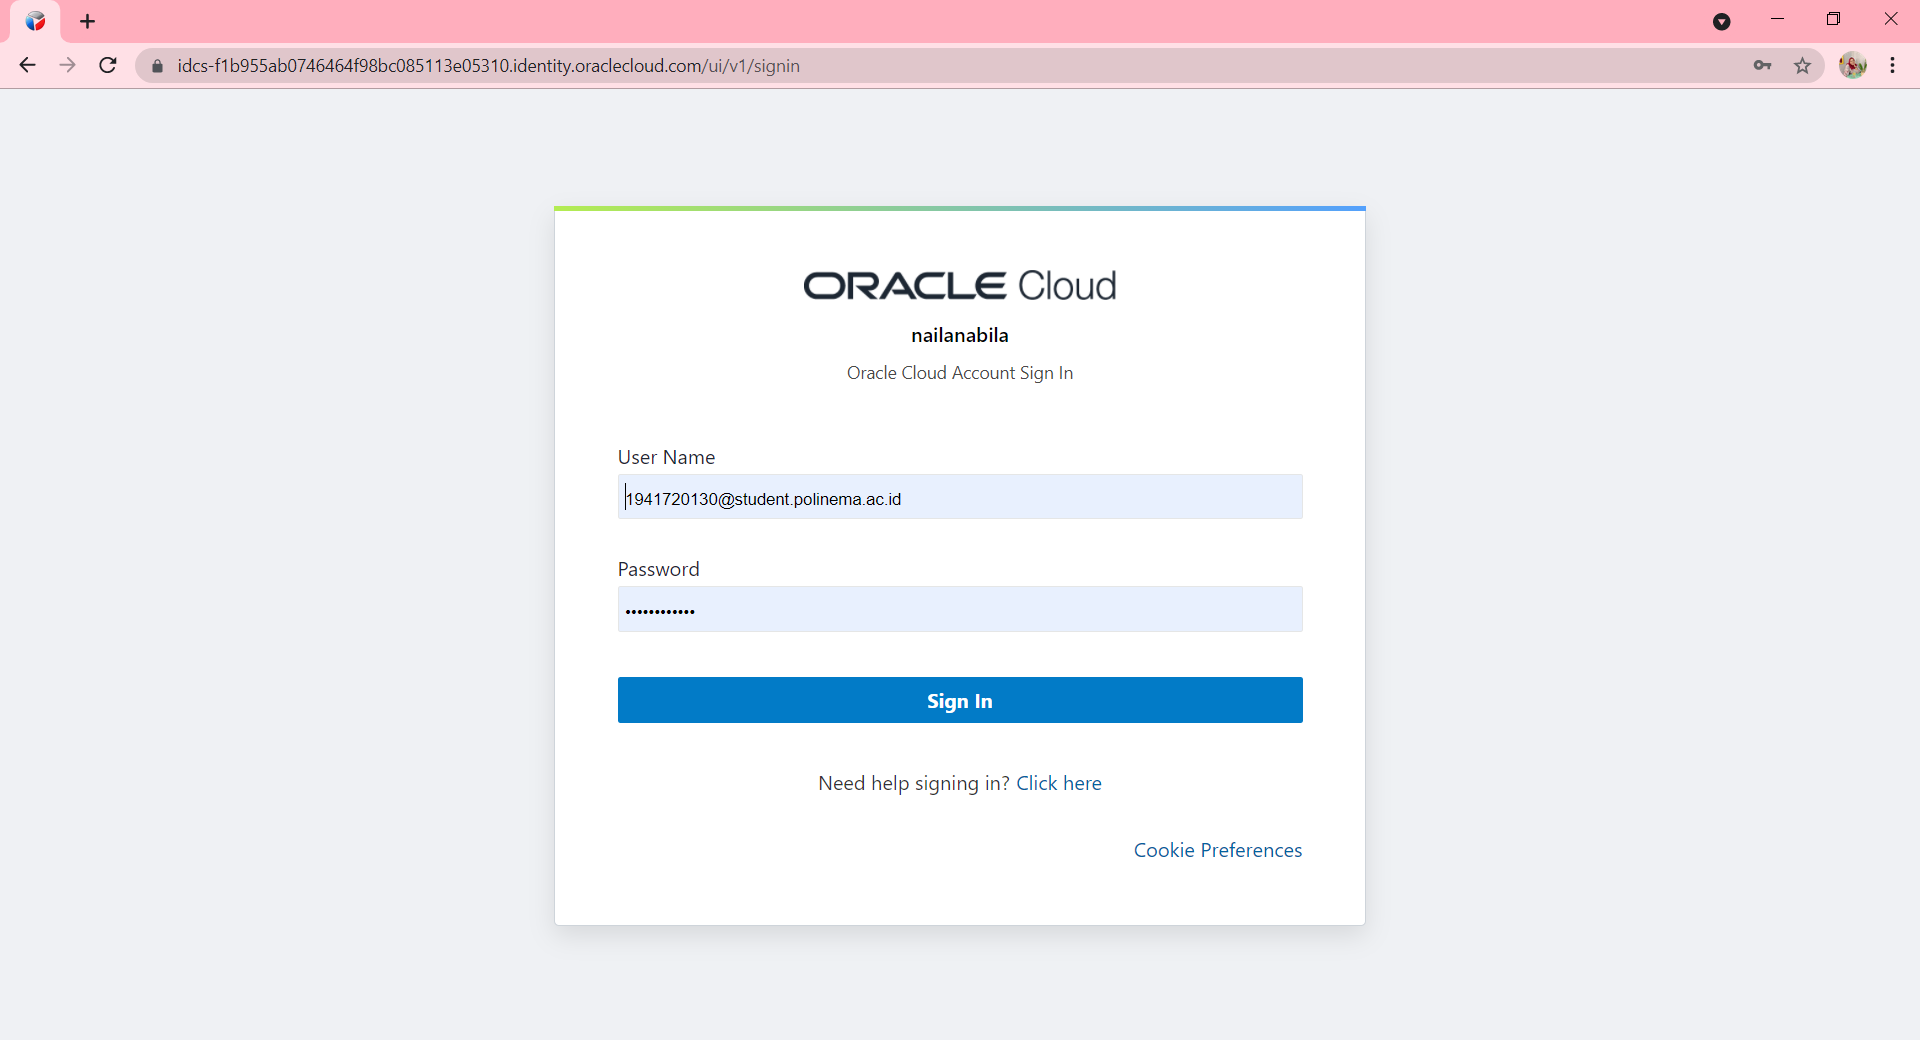 idcs-f1b955ab0746464f98bc085113e05310.identity.oraclecloud.com/ui/v1/signin
ORACLE Cloud
nailanabila
Oracle Cloud Account Sign In
User Name
1941720130@student.polinema.ac.id
Password
••••••••••••
Sign In
Need help signing in? Click here
Cookie Preferences